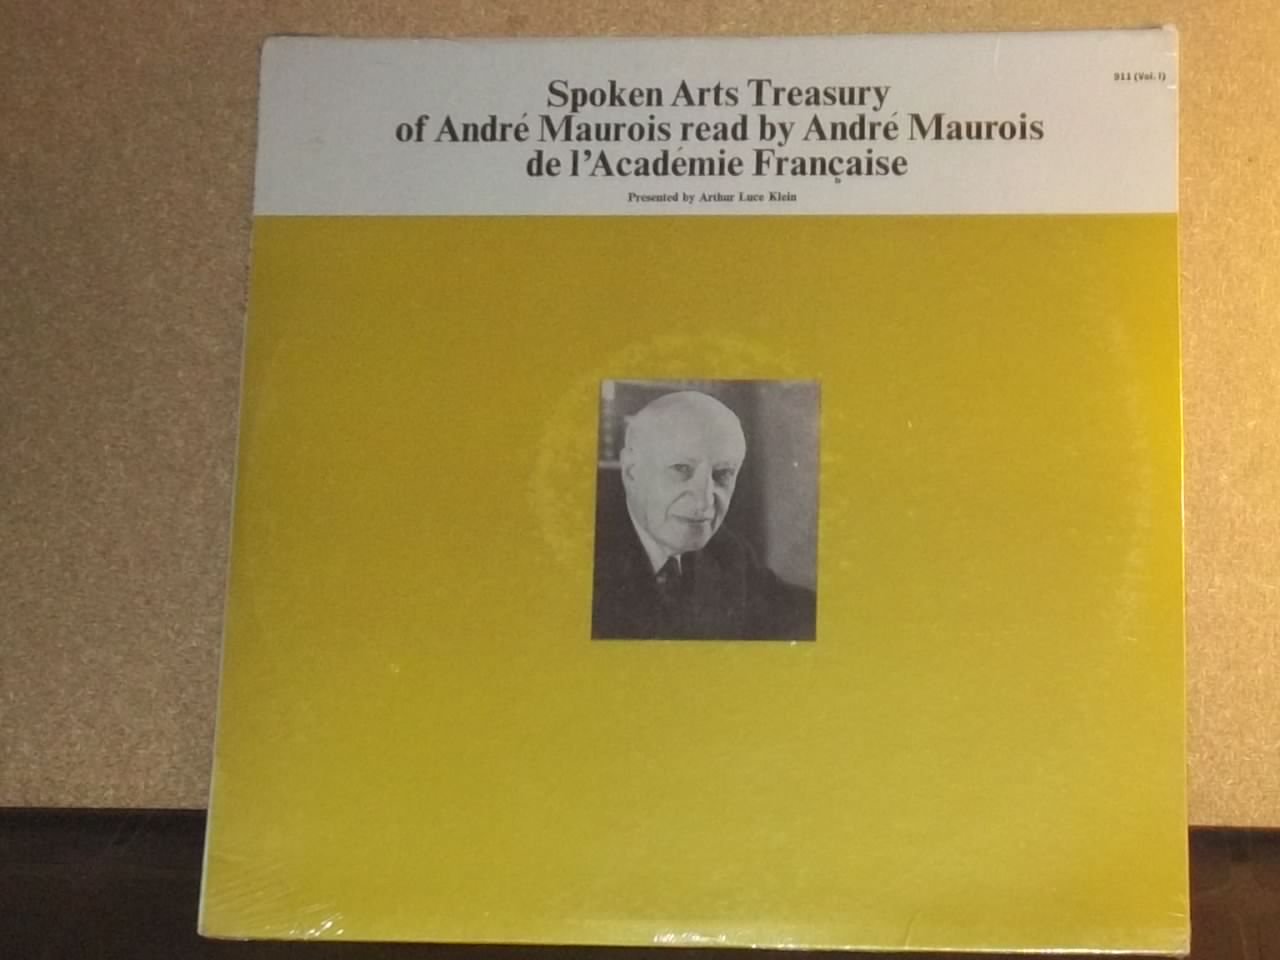 911 (Vol. I)
Spoken Arts Treasury
of André Maurois read by André Maurois
de l'Académie Française
Presented by Arthur Luce Klein